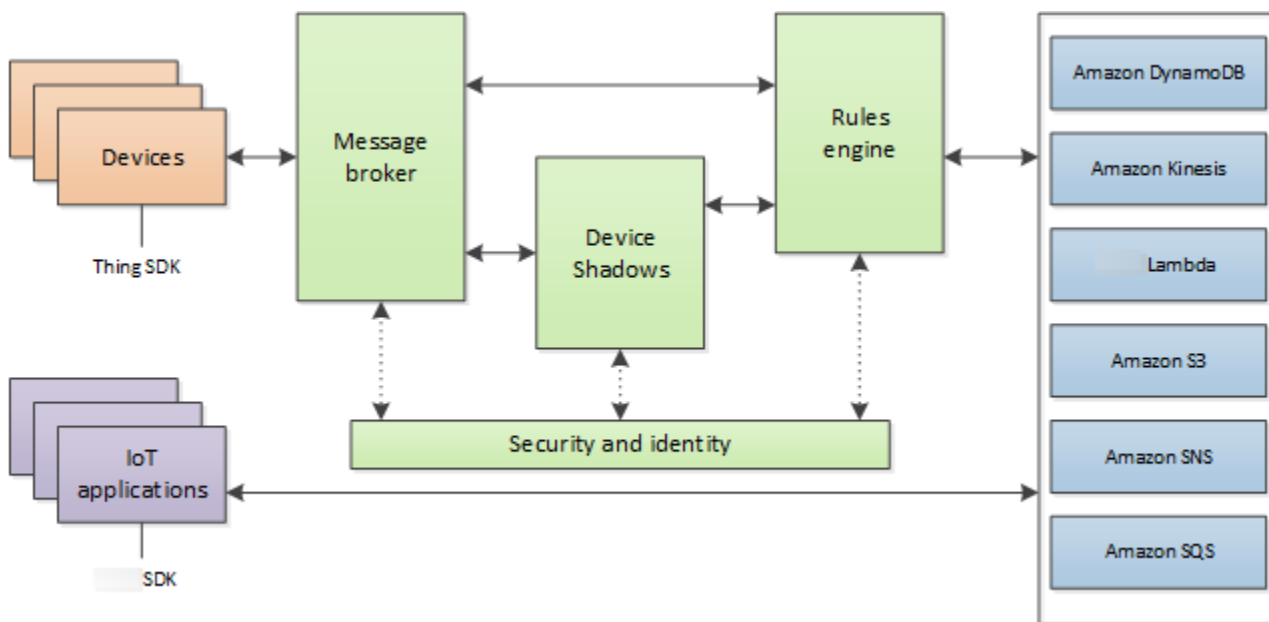 Devices
Thing SDK
IoT
applications
SDK
Message
broker
Device
Shadows
Rules
engine
Security and identity
Amazon DynamoDB
Amazon Kinesis
Lambda
Amazon S3
Amazon SNS
Amazon SQS